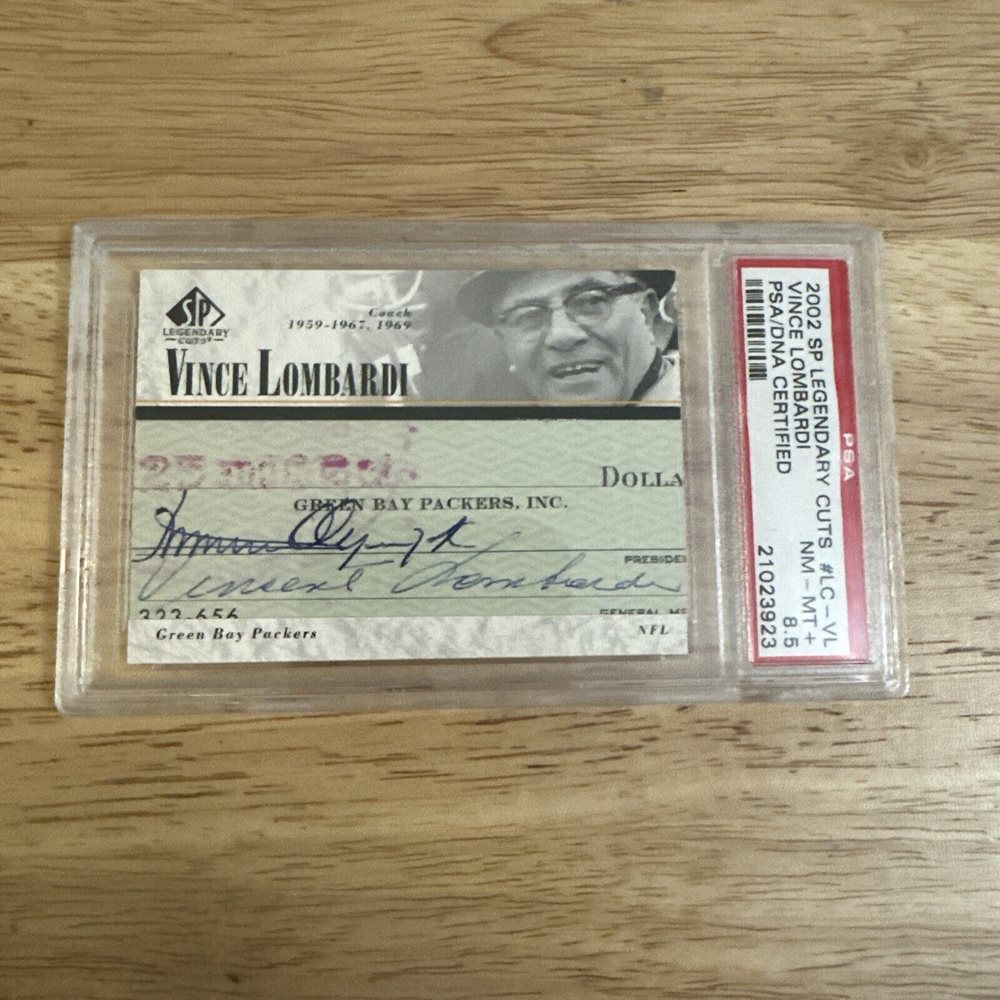 SP
LEGENDARY
CUTS
Coach
1959-1967, 1969
VINCE LOMBARDI
DOLLA
GREEN BAY PACKERS, INC.
PRESIDEN
Vincent Lombardi
323-656
GENERAL
Green Bay Packers
NFL
PSA
2002 SP LEGENDARY CUTS #LC-VL
VINCE LOMBARDI NM-MT+
PSA/DNA CERTIFIED 8.5
21023923